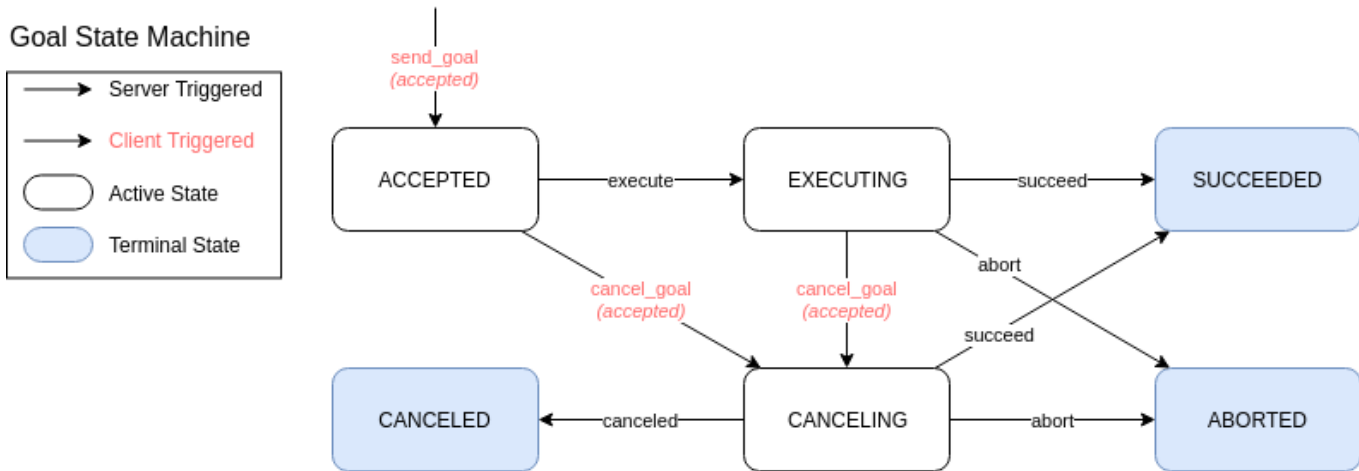 Goal State Machine
Server Triggered
Client Triggered
Active State
Terminal State
send_goal
(accepted)
ACCEPTED
execute
EXECUTING
succeed
SUCCEEDED
cancel_goal
(accepted)
cancel_goal
(accepted)
abort
succeed
CANCELED
canceled
CANCELING
abort
ABORTED